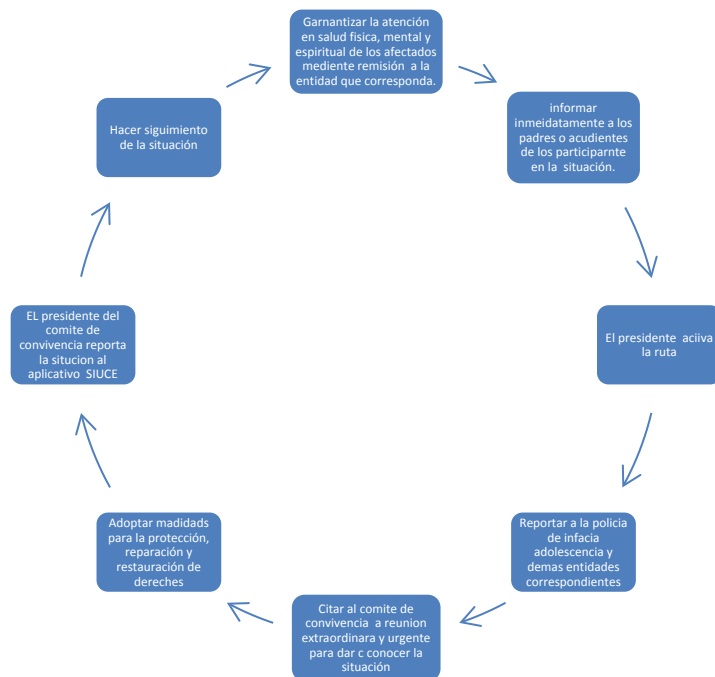 Garnantizar la atención
en salud física, mental y
espiritual de los afectados
mediante remisión a la
entidad que corresponda.
informar
inmeidatamente a los
padres o acudientes
de los participarnte
en la situación.
El presidente aciiva
la ruta
Reportar a la policia
de infacia
adolescencia y
demas entidades
correspondientes
Citar al comite de
convivencia a reunion
extraordinara y urgente
para dar c conocer la
situación
Adoptar madidads
para la protección,
reparación y
restauración de
dereches
EL presidente del
comite de
convivencia reporta
la situcion al
aplicativo SIUCE
Hacer siguimiento
de la situación